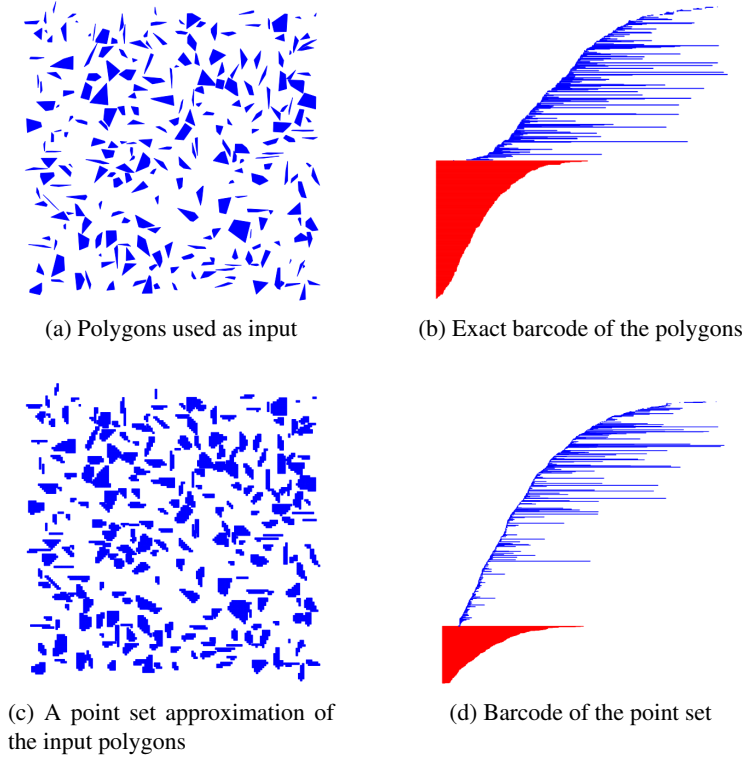 (a) Polygons used as input
(b) Exact barcode of the polygons
(c) A point set approximation of
the input polygons
(d) Barcode of the point set